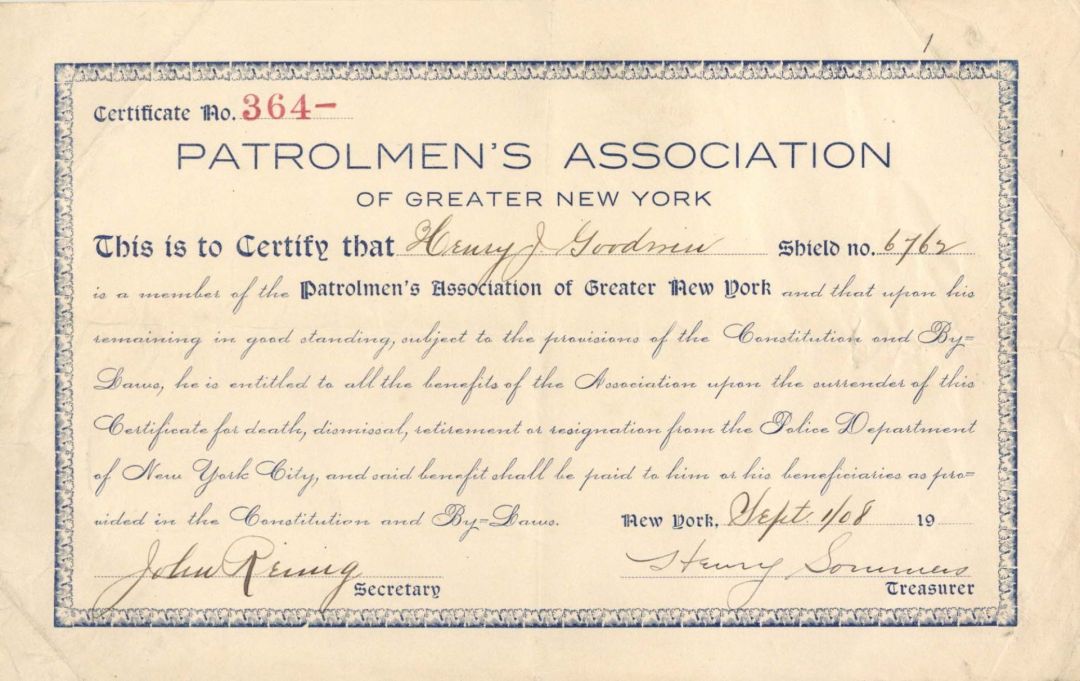 1
Certificate No. 364-
PATROLMEN'S ASSOCIATION
OF GREATER NEW YORK
This is to Certify that Henry J Goodwin Shield no. 6762
is a member of the Patrolmen's Association of Greater New York and that upon his
remaining in good standing, subject to the provisions of the Constitution and By=
Laws, he is entitled to all the benefits of the Association upon the surrender of this
Certificate for death, dismissal, retirement or resignation from the Police Department
of New York City, and said benefit shall be paid to him or his beneficiaries as pro=
vided in the Constitution and By=Laws. New York, Sept. 1/08 19
John Reinig Secretary
Henry Sommers
Treasurer